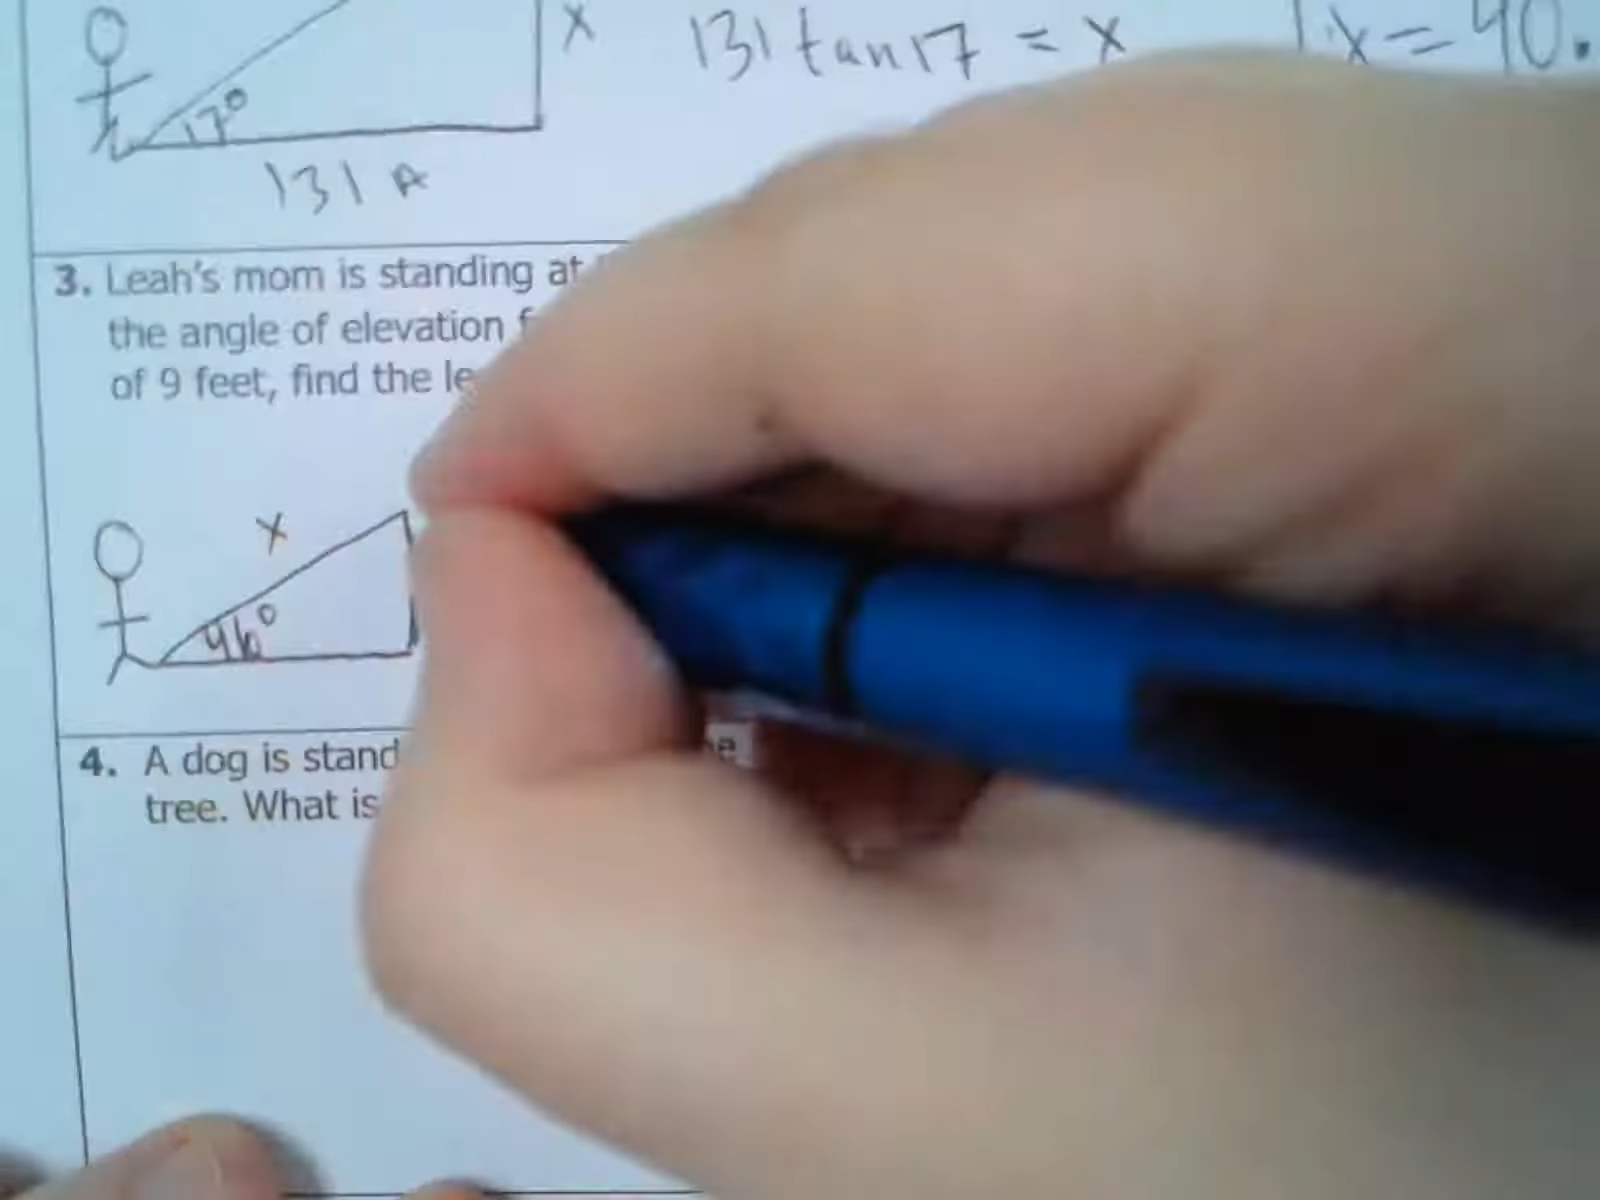 x 131 tan 17 = x x = 40.
17°
131 ft
3. Leah's mom is standing at
the angle of elevation
of 9 feet, find the
x
46°
4. A dog is stand
tree. What is